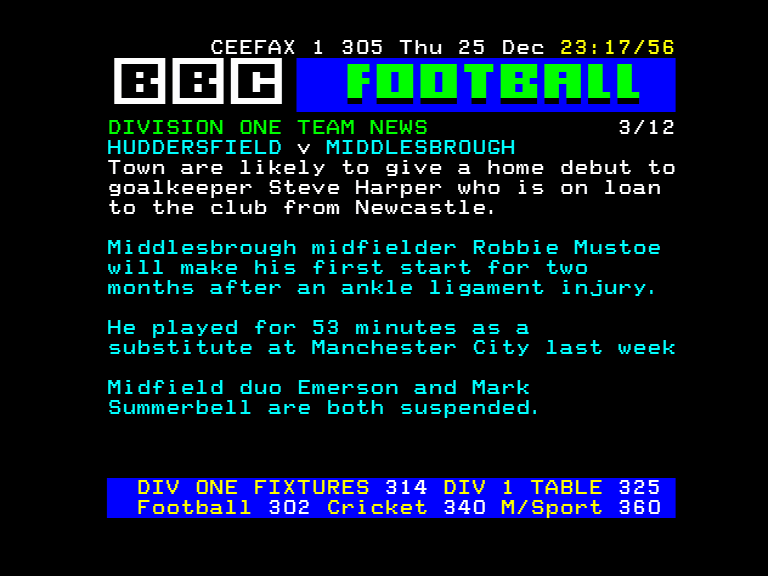 CEEFAX 1 305 Thu 25 Dec 23:17/56
BBC FOOTBALL
DIVISION ONE TEAM NEWS 3/12
HUDDERSFIELD v MIDDLESBROUGH
Town are likely to give a home debut to
goalkeeper Steve Harper who is on loan
to the club from Newcastle.
Middlesbrough midfielder Robbie Mustoe
will make his first start for two
months after an ankle ligament injury.
He played for 53 minutes as a
substitute at Manchester City last week
Midfield duo Emerson and Mark
Summerbell are both suspended.
DIV ONE FIXTURES 314 DIV 1 TABLE 325
Football 302 Cricket 340 M/Sport 360